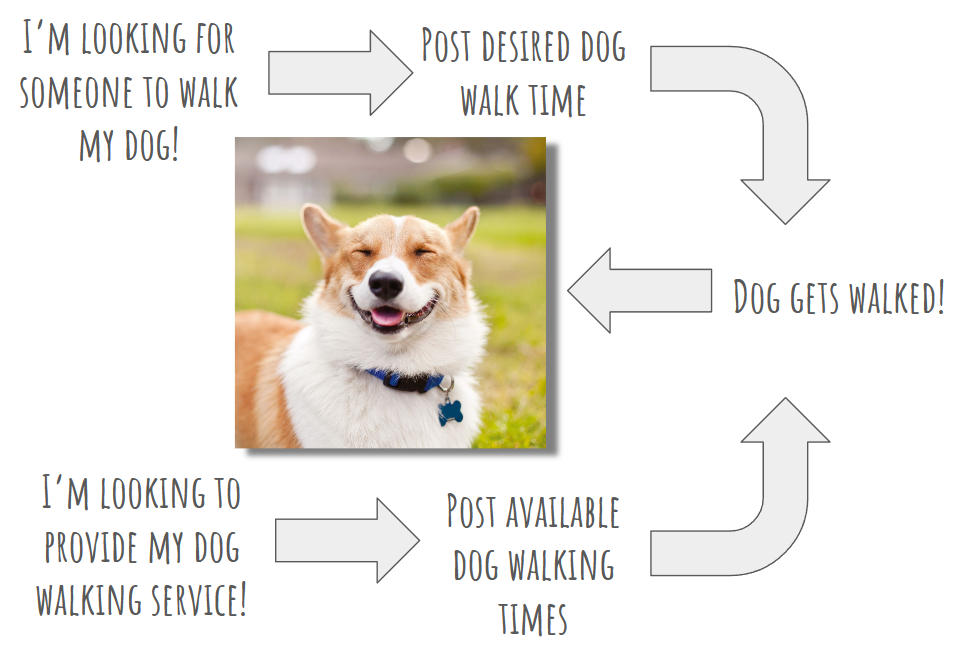 I'm looking for
someone to walk
my dog!
Post desired dog
walk time
Dog gets walked!
I'm looking to
provide my dog
walking service!
Post available
dog walking
times